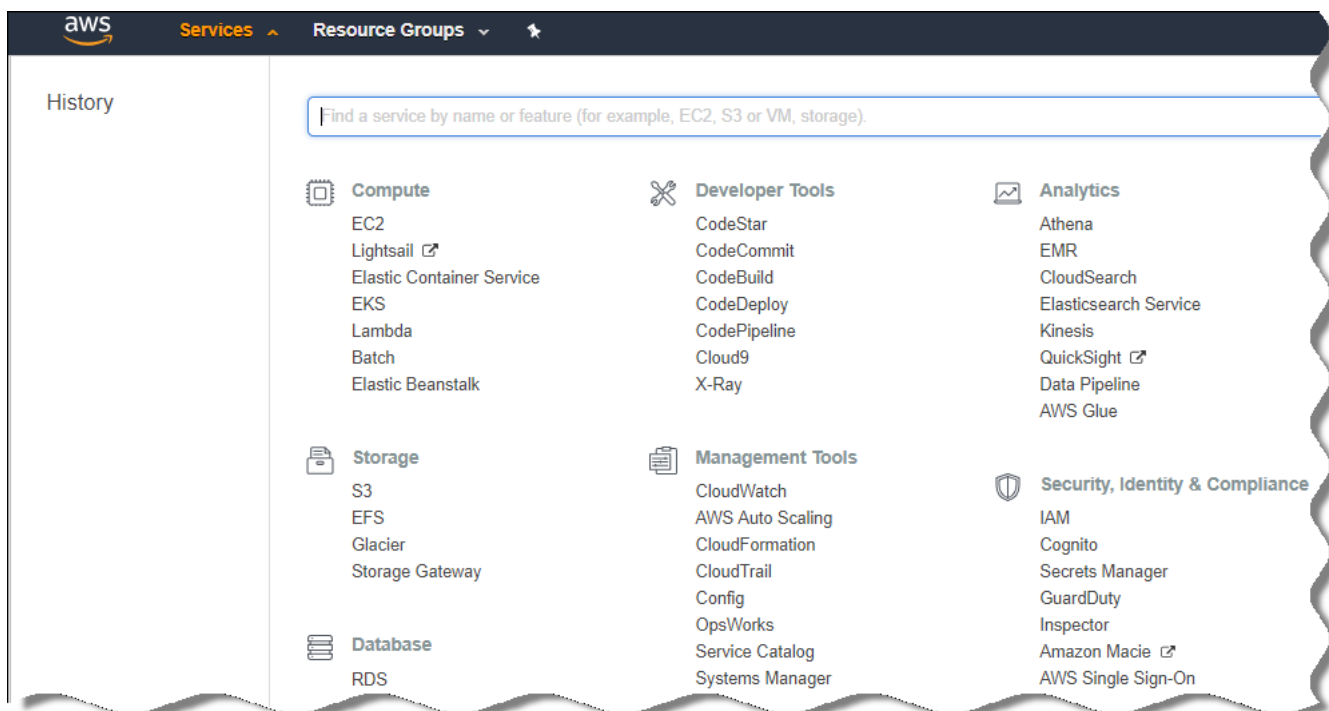 aws
Services
Resource Groups
History
Find a service by name or feature (for example, EC2, S3 or VM, storage).
Compute
EC2
Lightsail
Elastic Container Service
EKS
Lambda
Batch
Elastic Beanstalk
Storage
S3
EFS
Glacier
Storage Gateway
Database
RDS
Developer Tools
CodeStar
CodeCommit
CodeBuild
CodeDeploy
CodePipeline
Cloud9
X-Ray
Management Tools
CloudWatch
AWS Auto Scaling
CloudFormation
CloudTrail
Config
OpsWorks
Service Catalog
Systems Manager
Analytics
Athena
EMR
CloudSearch
Elasticsearch Service
Kinesis
QuickSight
Data Pipeline
AWS Glue
Security, Identity & Compliance
IAM
Cognito
Secrets Manager
GuardDuty
Inspector
Amazon Macie
AWS Single Sign-On